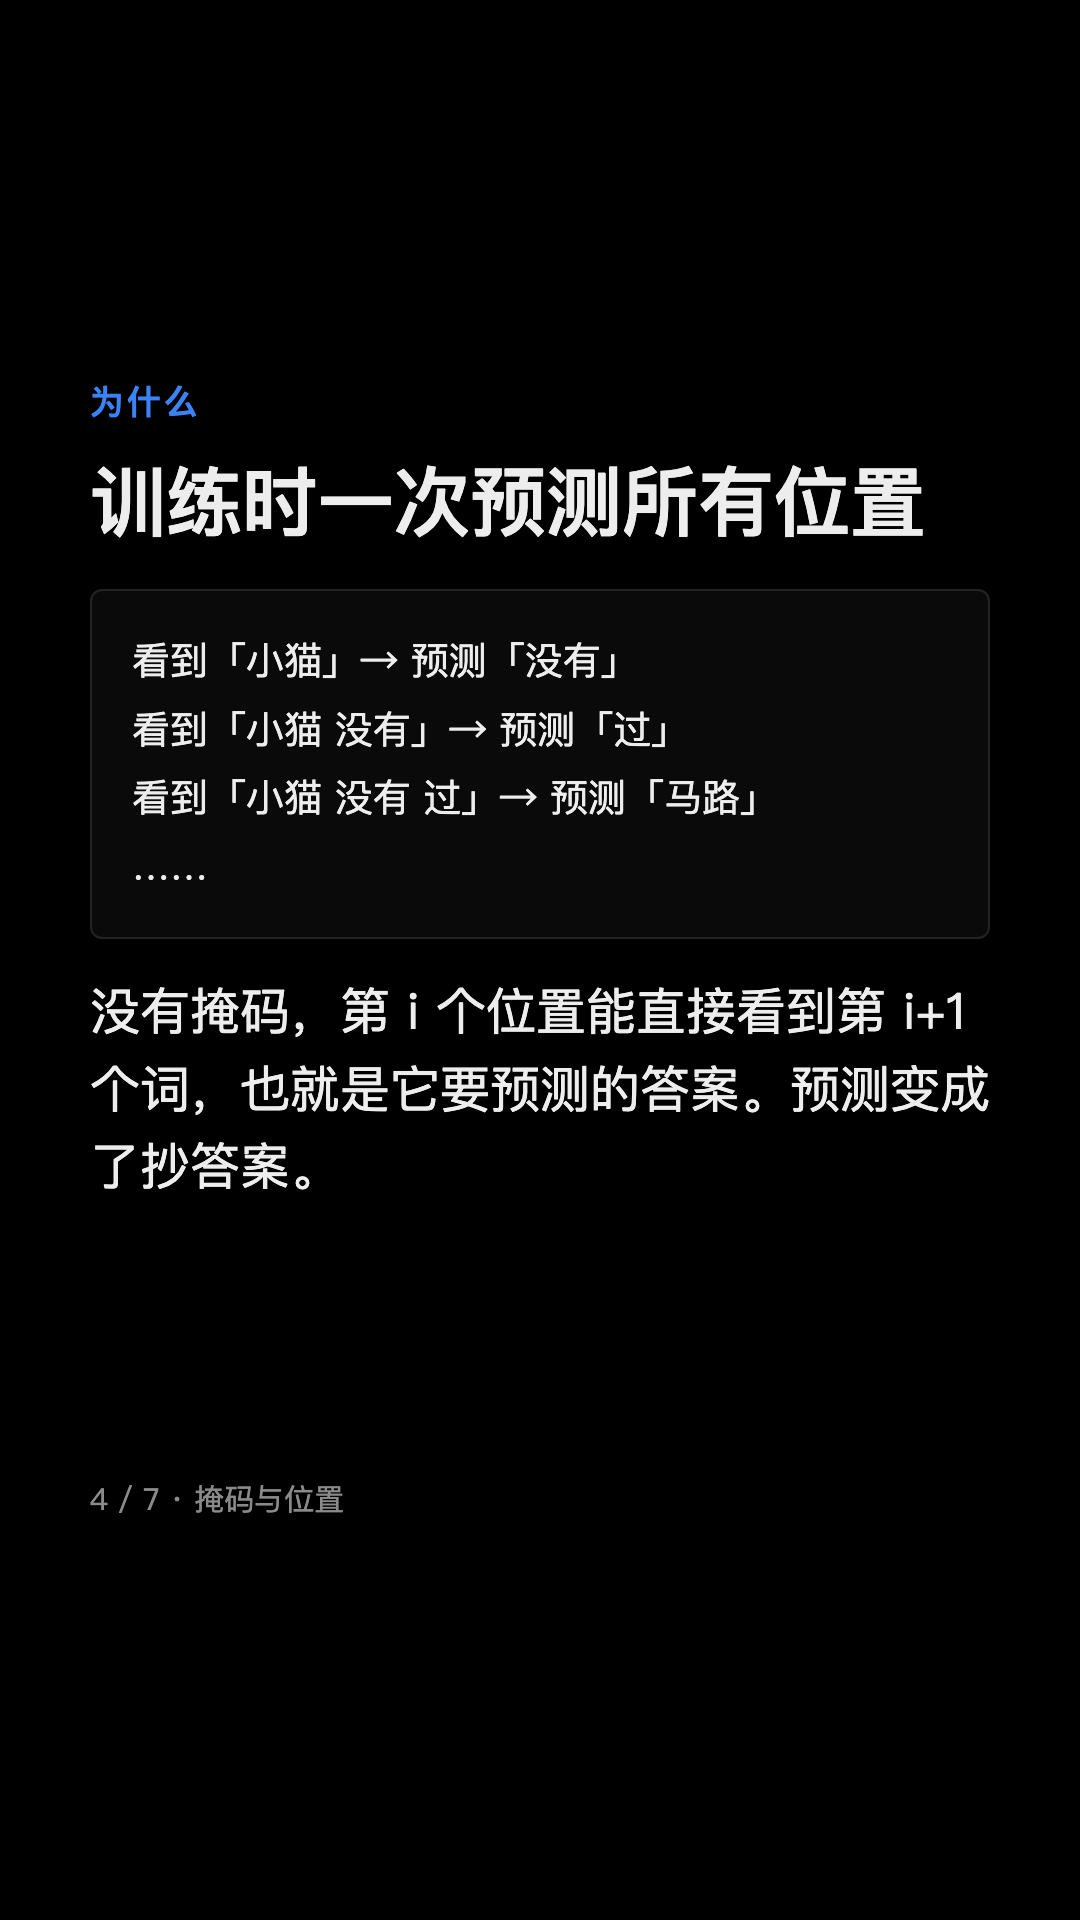 为什么
训练时一次预测所有位置
看到「小猫」→ 预测「没有」
看到「小猫 没有」→ 预测「过」
看到「小猫 没有 过」→ 预测「马路」
……
没有掩码，第 i 个位置能直接看到第 i+1
个词，也就是它要预测的答案。预测变成
了抄答案。
4 / 7 · 掩码与位置